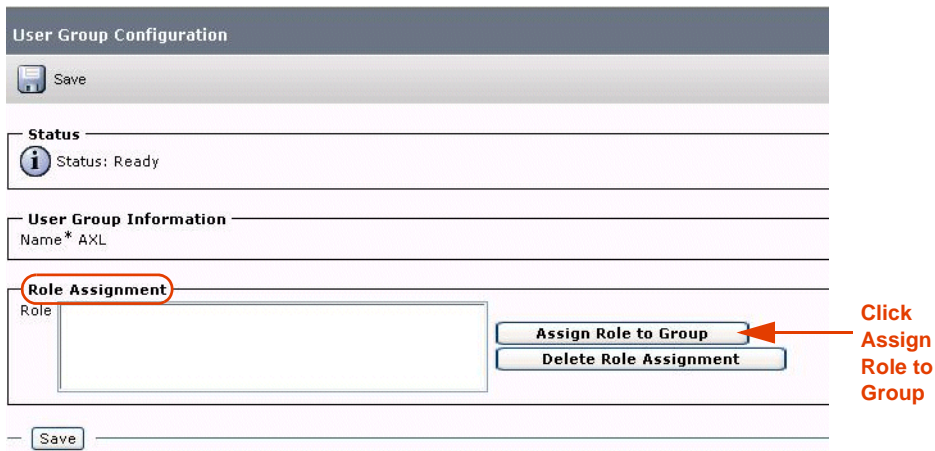 User Group Configuration
Save
Status
i Status: Ready
User Group Information
Name* AXL
Role Assignment
Role
Assign Role to Group
Delete Role Assignment
Click
Assign
Role to
Group
Save